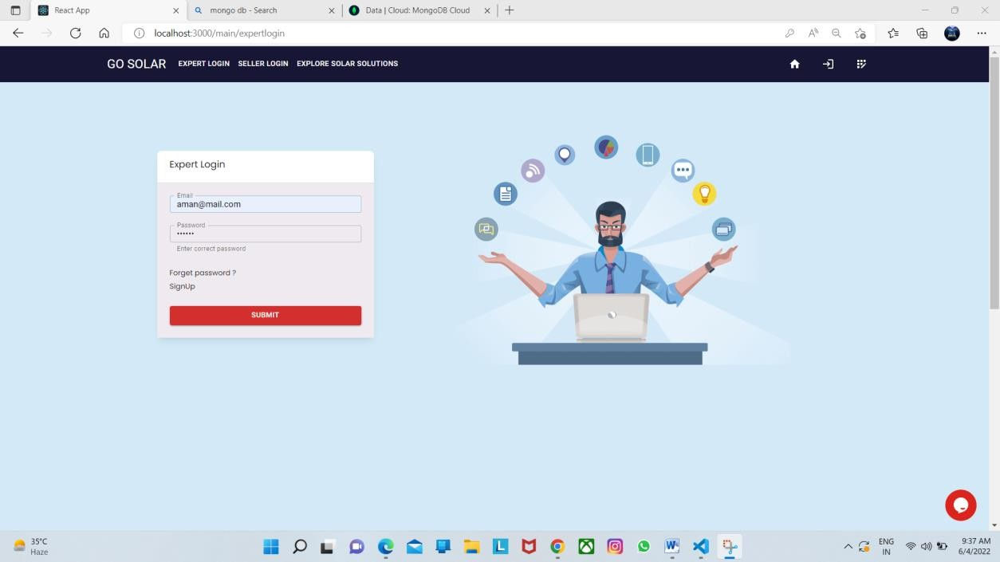 React App
mongo db - Search
Data | Cloud: MongoDB Cloud
localhost:3000/main/expertlogin
GO SOLAR EXPERT LOGIN SELLER LOGIN EXPLORE SOLAR SOLUTIONS
Expert Login
Email
aman@mail.com
Password
••••••
Enter correct password
Forget password ?
SignUp
SUBMIT
35°C
Haze
ENG
IN
9:37 AM
6/4/2022